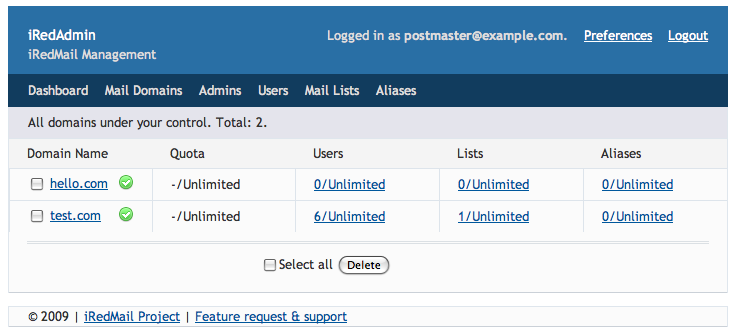 iRedAdmin
Logged in as postmaster@example.com. Preferences Logout
iRedMail Management
Dashboard Mail Domains Admins Users Mail Lists Aliases
All domains under your control. Total: 2.
Domain Name Quota Users Lists Aliases
hello.com -/Unlimited 0/Unlimited 0/Unlimited 0/Unlimited
test.com -/Unlimited 6/Unlimited 1/Unlimited 0/Unlimited
Select all Delete
© 2009 | iRedMail Project | Feature request & support